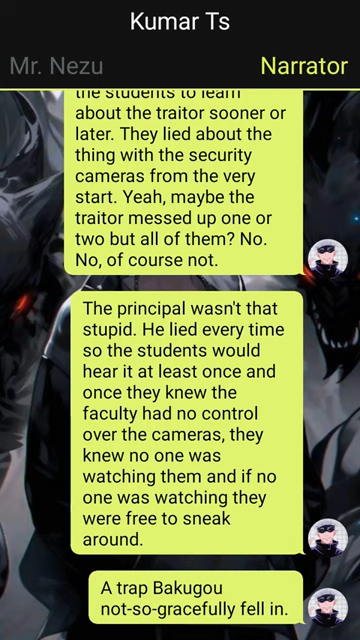 Kumar Ts
Mr. Nezu
Narrator
the students to learn
about the traitor sooner or
later. They lied about the
thing with the security
cameras from the very
start. Yeah, maybe the
traitor messed up one or
two but all of them? No.
No, of course not.
The principal wasn't that
stupid. He lied every time
so the students would
hear it at least once and
once they knew the
faculty had no control
over the cameras, they
knew no one was
watching them and if no
one was watching they
were free to sneak
around.
A trap Bakugou
not-so-gracefully fell in.